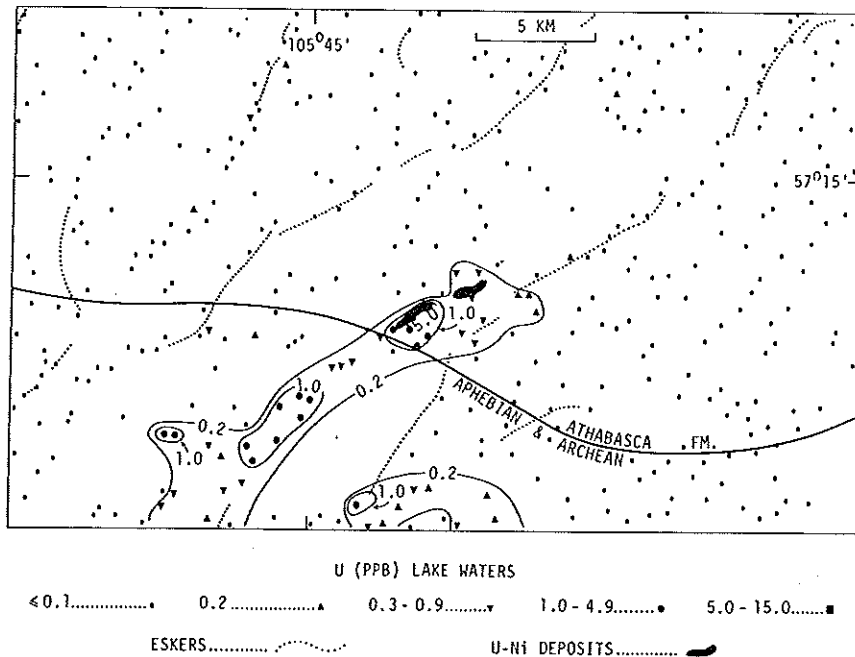 5 KM
105° 45'
57° 15'
1.0
5.0
0.2
1.0
0.2
1.0
APHEBIAN & ARCHEAN
ATHABASCA FM.
0.2
1.0
U (PPB) LAKE WATERS
≤0.1 0.2 0.3-0.9 1.0-4.9 5.0-15.0
ESKERS U-Ni DEPOSITS